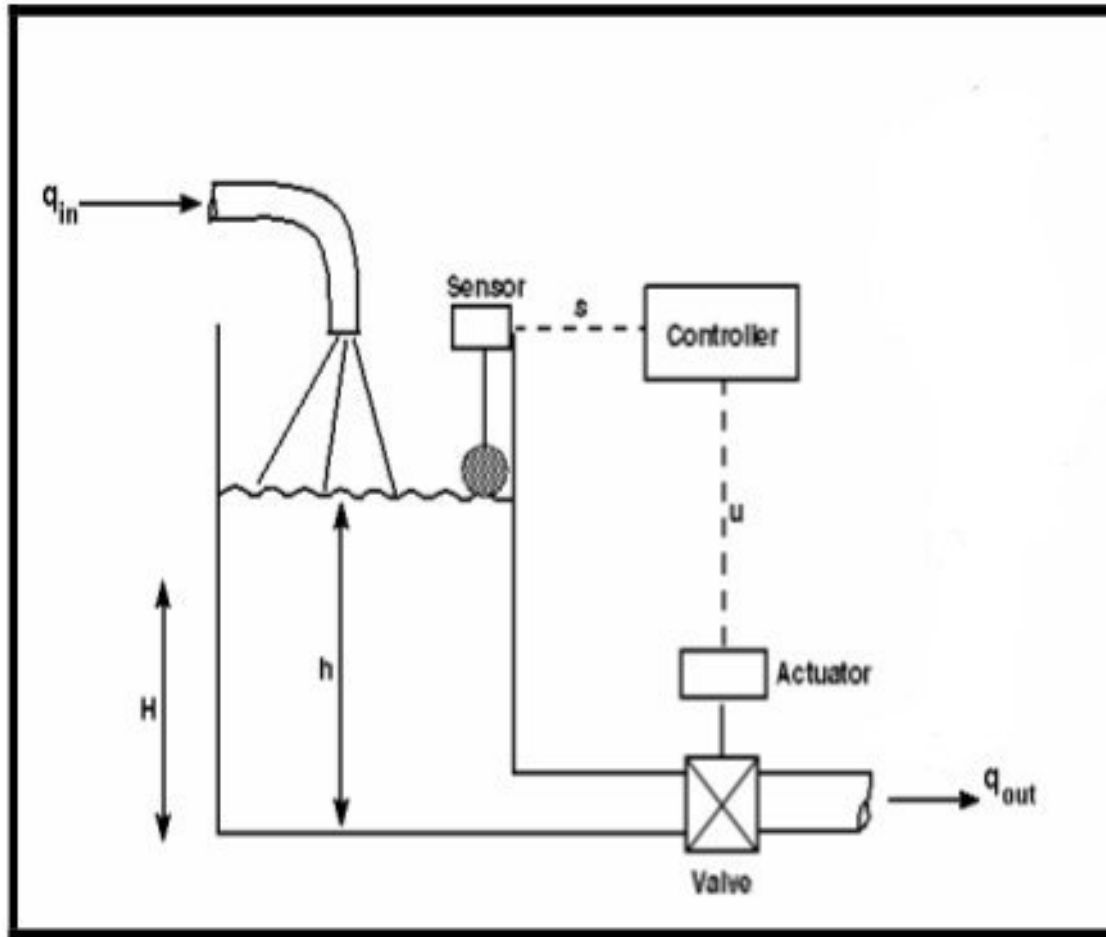 q_in
Sensor
s
Controller
u
h
H
Actuator
q_out
Valve